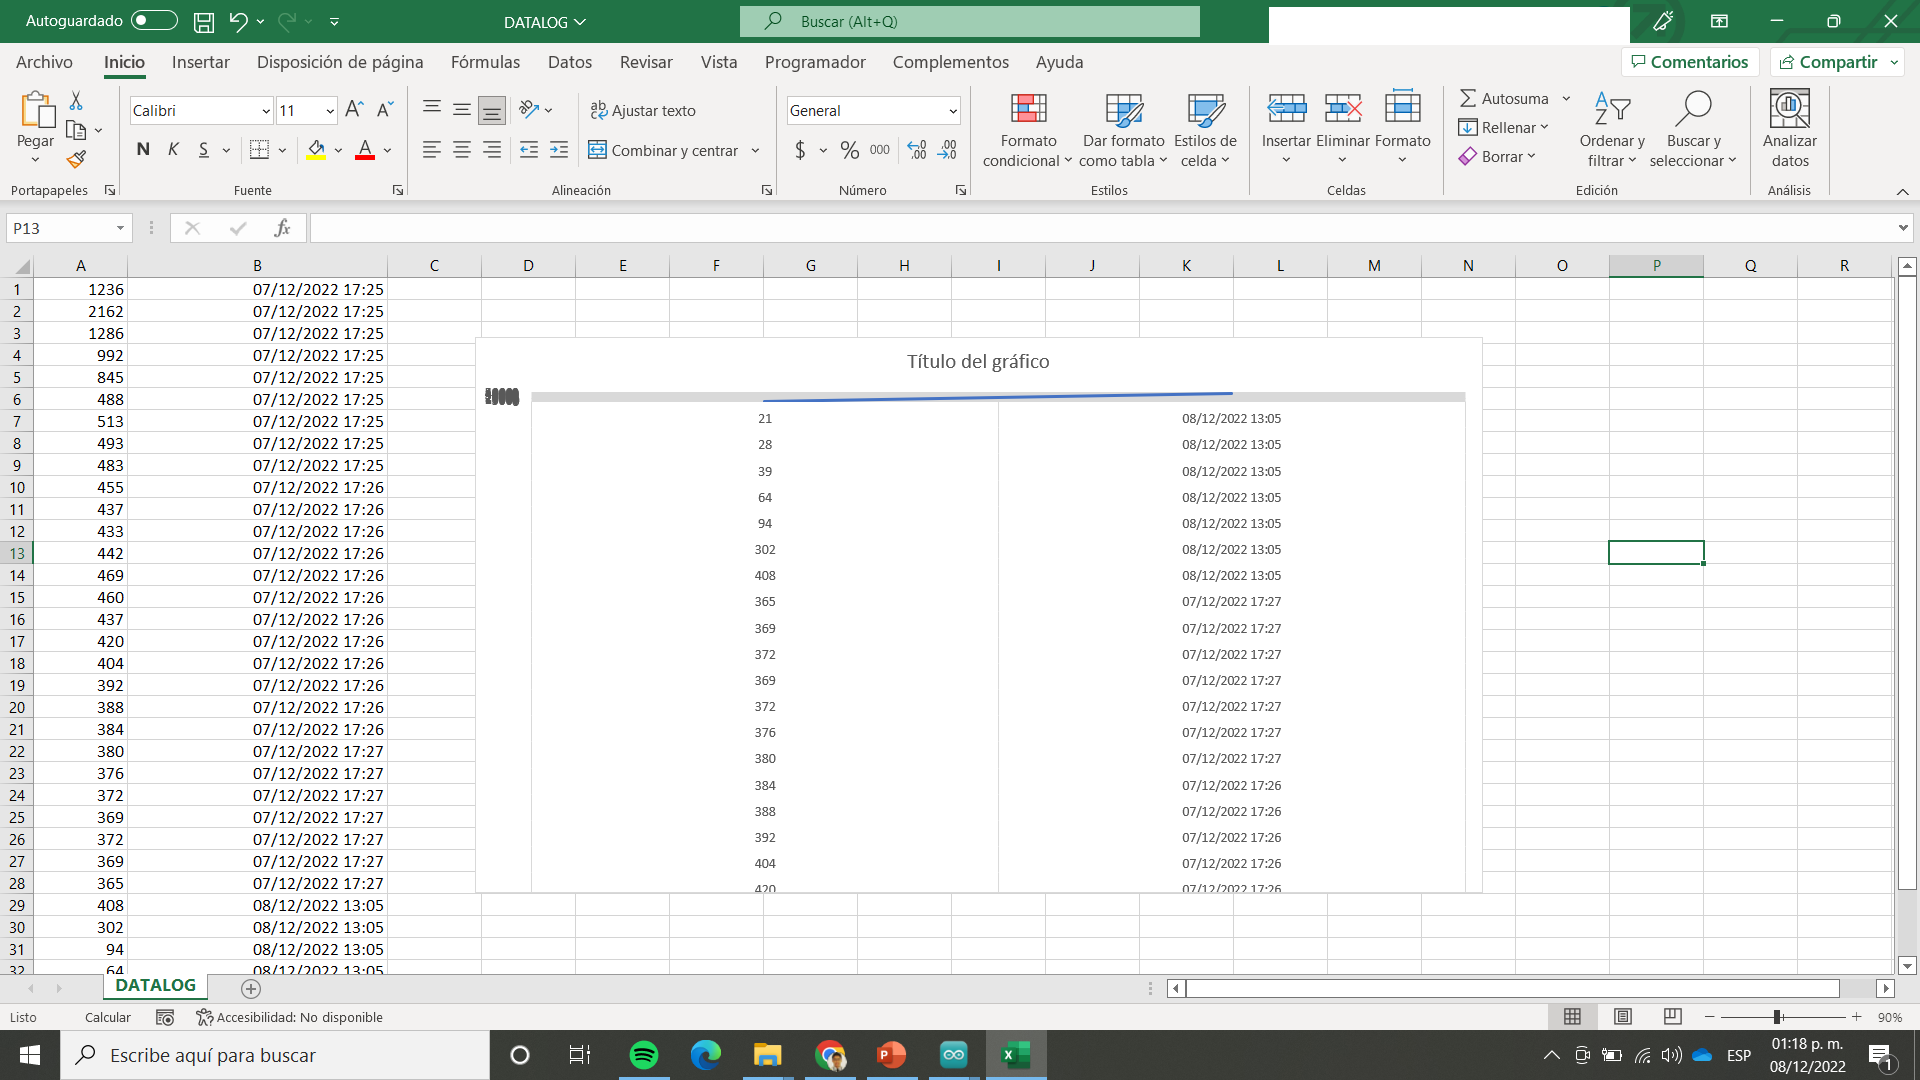 Autoguardado
DATALOG
Buscar (Alt+Q)
Archivo Inicio Insertar Disposición de página Fórmulas Datos Revisar Vista Programador Complementos Ayuda
Comentarios Compartir
Pegar
Portapapeles
Calibri 11
N K S
Fuente
Ajustar texto
Combinar y centrar
Alineación
General
$ % 000
Número
Formato condicional
Dar formato como tabla
Estilos de celda
Estilos
Insertar Eliminar Formato
Celdas
Autosuma
Rellenar
Borrar
Ordenar y filtrar
Buscar y seleccionar
Edición
Analizar datos
Análisis
P13
fx
A B C D E F G H I J K L M N O P Q R
1 1236 07/12/2022 17:25
2 2162 07/12/2022 17:25
3 1286 07/12/2022 17:25
4 992 07/12/2022 17:25
5 845 07/12/2022 17:25
6 488 07/12/2022 17:25
7 513 07/12/2022 17:25
8 493 07/12/2022 17:25
9 483 07/12/2022 17:25
10 455 07/12/2022 17:26
11 437 07/12/2022 17:26
12 433 07/12/2022 17:26
13 442 07/12/2022 17:26
14 469 07/12/2022 17:26
15 460 07/12/2022 17:26
16 437 07/12/2022 17:26
17 420 07/12/2022 17:26
18 404 07/12/2022 17:26
19 392 07/12/2022 17:26
20 388 07/12/2022 17:26
21 384 07/12/2022 17:26
22 380 07/12/2022 17:27
23 376 07/12/2022 17:27
24 372 07/12/2022 17:27
25 369 07/12/2022 17:27
26 372 07/12/2022 17:27
27 369 07/12/2022 17:27
28 365 07/12/2022 17:27
29 408 08/12/2022 13:05
30 302 08/12/2022 13:05
31 94 08/12/2022 13:05
32 64 08/12/2022 13:05
Título del gráfico
21 08/12/2022 13:05
28 08/12/2022 13:05
39 08/12/2022 13:05
64 08/12/2022 13:05
94 08/12/2022 13:05
302 08/12/2022 13:05
408 08/12/2022 13:05
365 07/12/2022 17:27
369 07/12/2022 17:27
372 07/12/2022 17:27
369 07/12/2022 17:27
372 07/12/2022 17:27
376 07/12/2022 17:27
380 07/12/2022 17:27
384 07/12/2022 17:26
388 07/12/2022 17:26
392 07/12/2022 17:26
404 07/12/2022 17:26
420 07/12/2022 17:26
DATALOG
Listo Calcular Accesibilidad: No disponible 90%
Escribe aquí para buscar
ESP
01:18 p. m.
08/12/2022
1